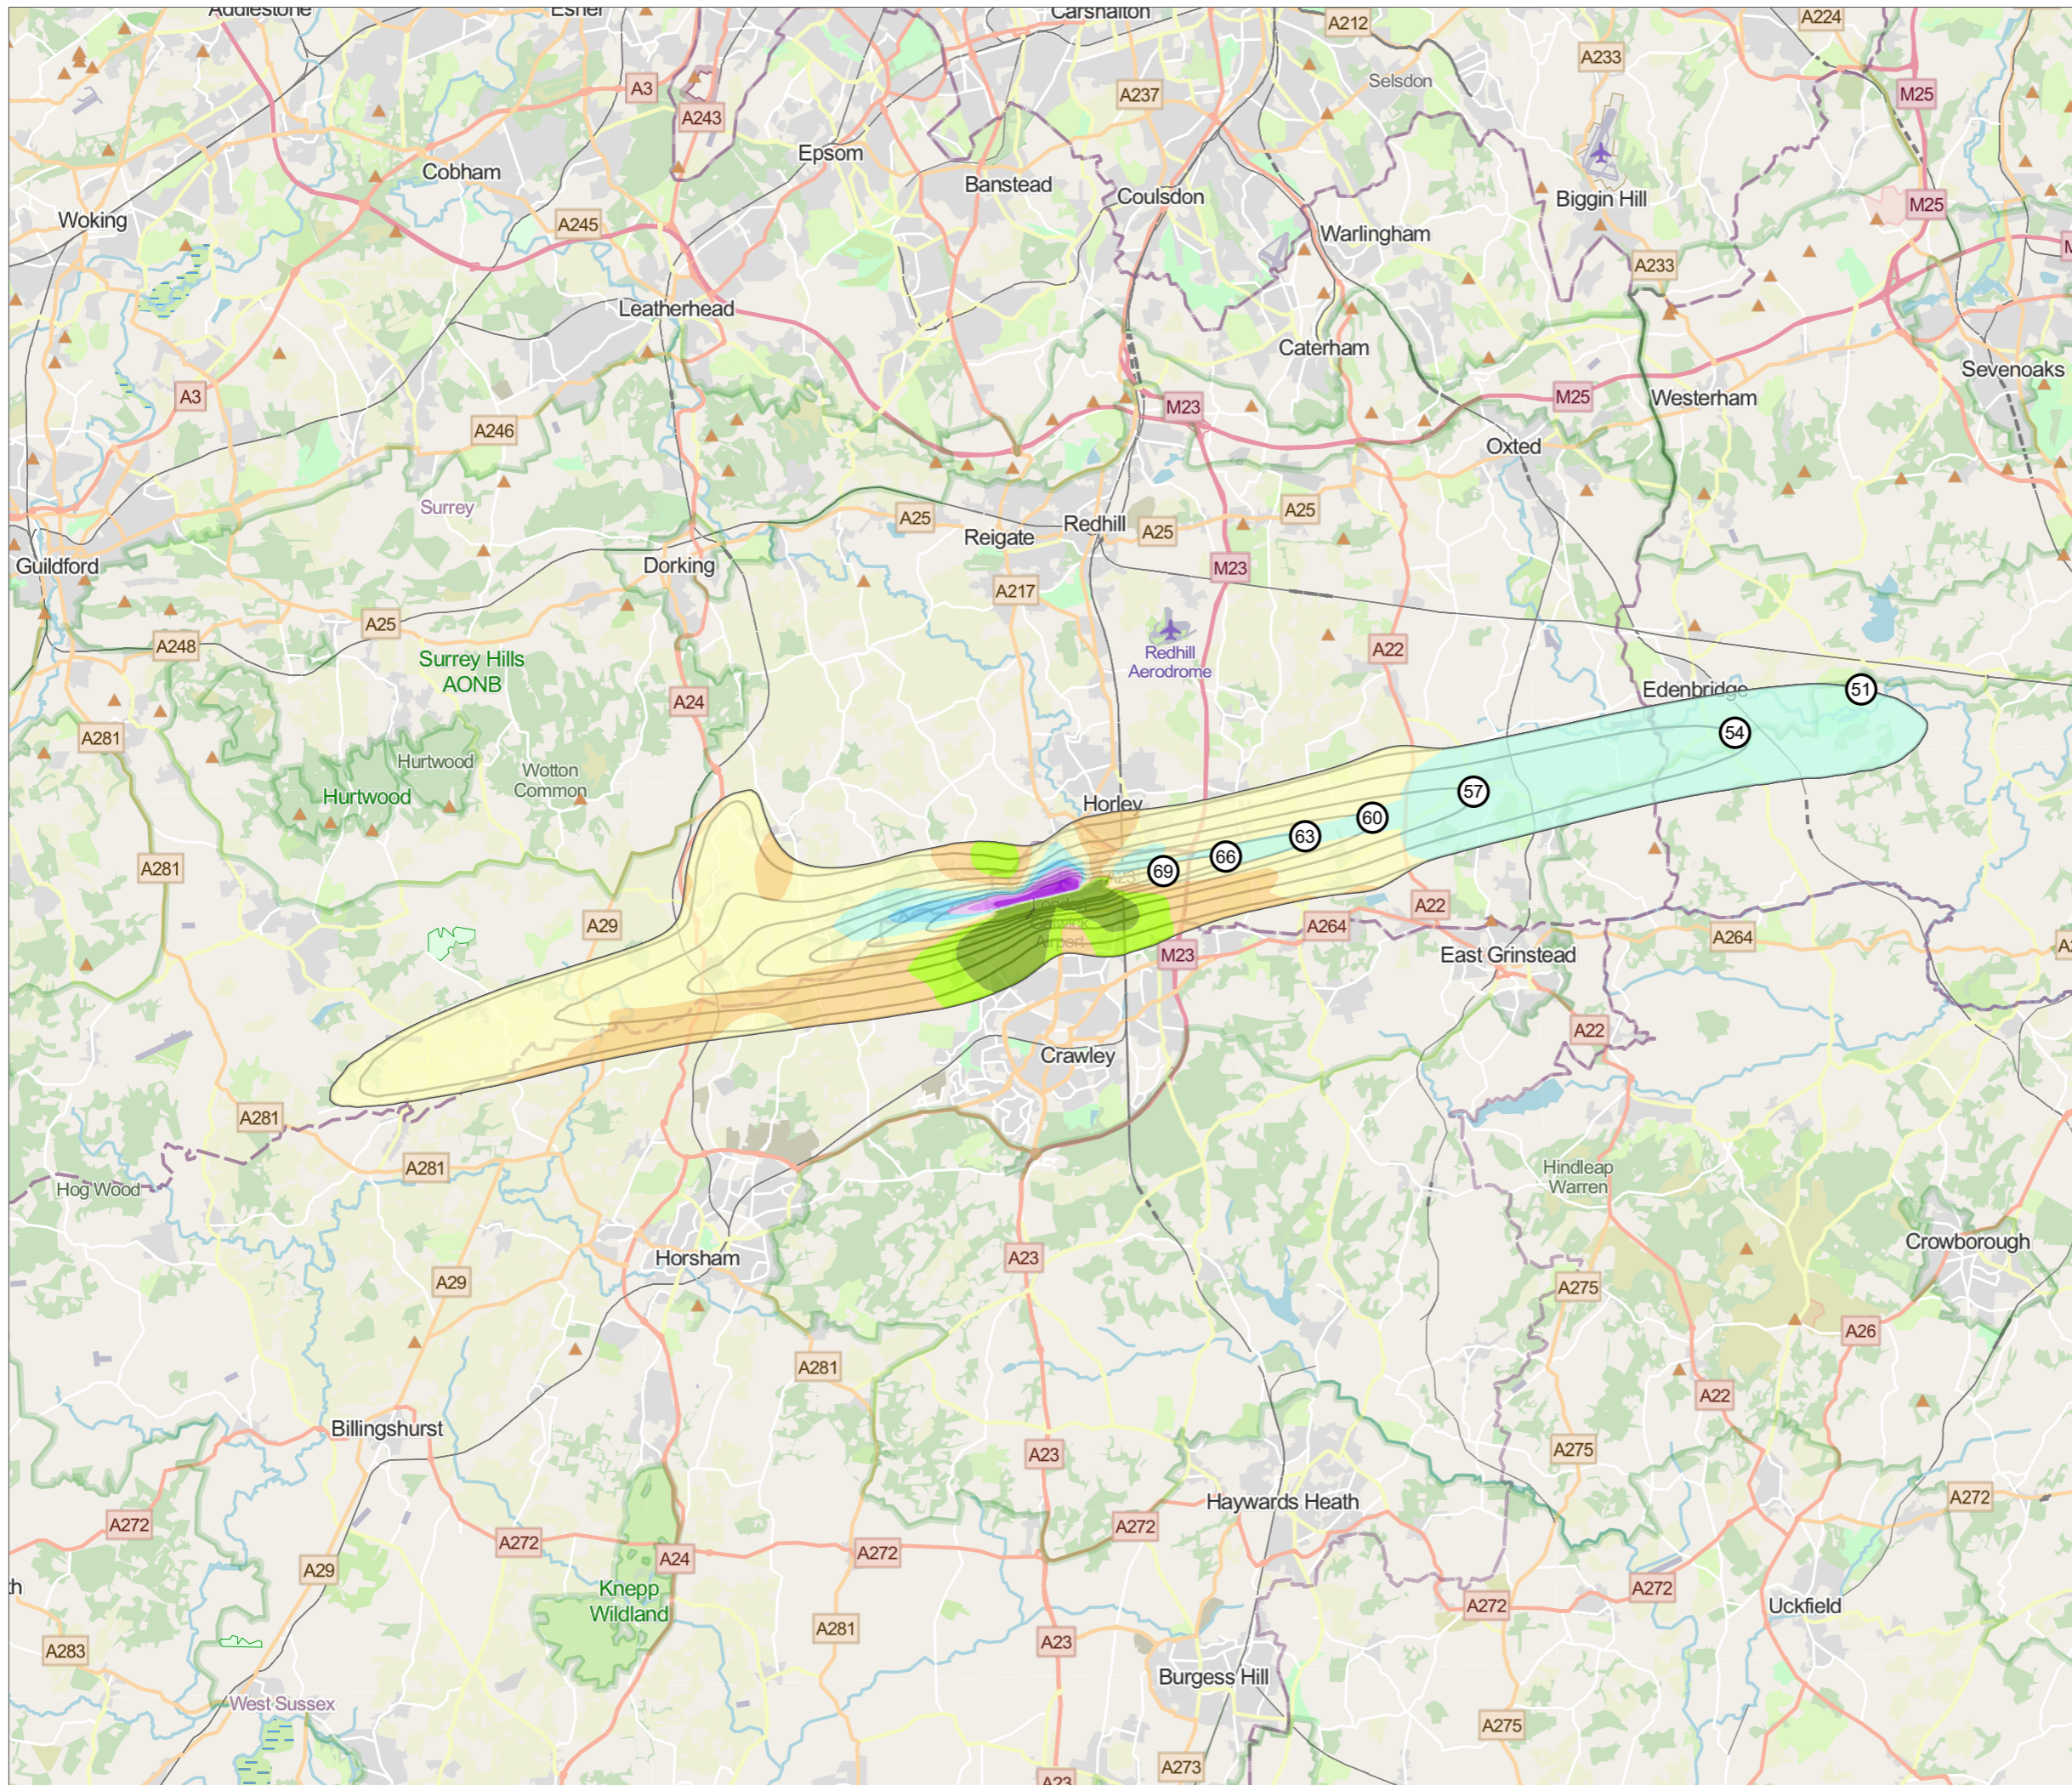 Addlestone
Esher
Carshalton
A212
A224
A3
A243
A237
Selsdon
A233
M25
Epsom
Cobham
Banstead
Coulsdon
Biggin Hill
M25
Woking
A245
Warlingham
A233
Leatherhead
Caterham
Sevenoaks
A3
M23
M25
Westerham
A246
Oxted
Surrey
A25
A25
A25
Reigate
Redhill
Guildford
Dorking
M23
A217
A25
A248
Redhill
Aerodrome
A22
Surrey Hills
AONB
A24
Edenbridge
51
54
A281
Hurtwood
Wotton
Common
Hurtwood
57
Horley
60
63
66
69
A281
London
Gatwick
Airport
A29
A22
A264
A264
M23
East Grinstead
A22
Crawley
A281
A281
Hog Wood
Hindleap
Warren
Crowborough
Horsham
A23
A29
A275
A26
A281
A22
Billingshurst
A23
A275
Haywards Heath
A272
A272
A272
A272
A272
A24
A29
A272
A272
Knepp
Wildland
Uckfield
A281
A23
A283
Burgess Hill
West Sussex
A275
A273
A23